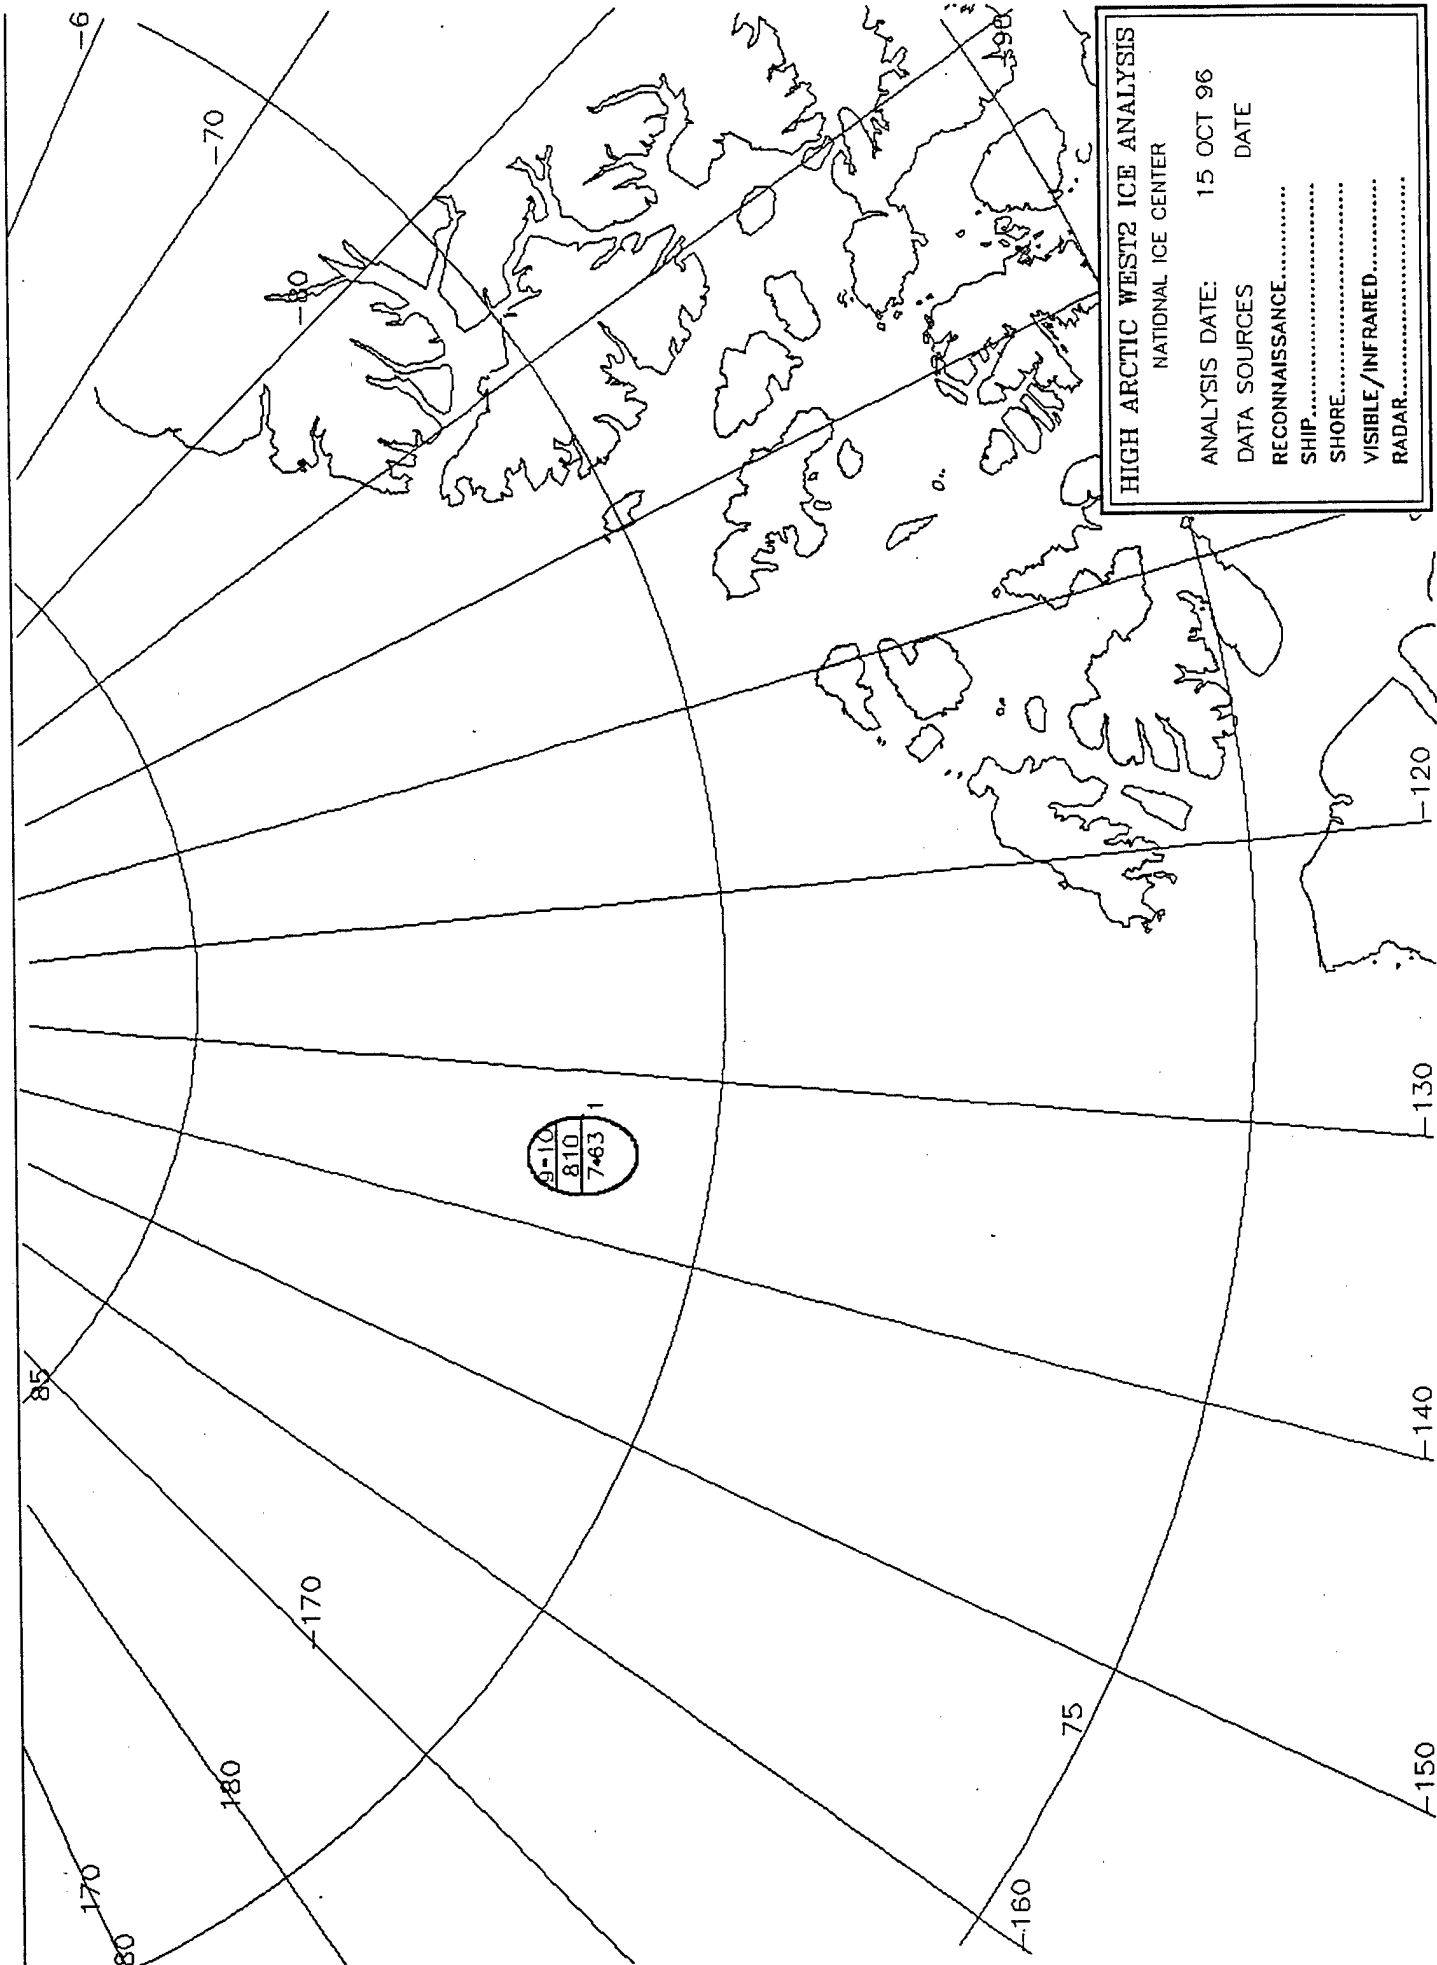 HIGH ARCTIC WEST2 ICE ANALYSIS
NATIONAL ICE CENTER
ANALYSIS DATE: 15 OCT 96
DATA SOURCES DATE
RECONNAISSANCE..............
SHIP..............................
SHORE..........................
VISIBLE/INFRARED............
RADAR..........................
-6
-70
-80
-90
-120
-130
-140
-150
-160
-170
180
170
80
85
75
9-10
810
7•63
1